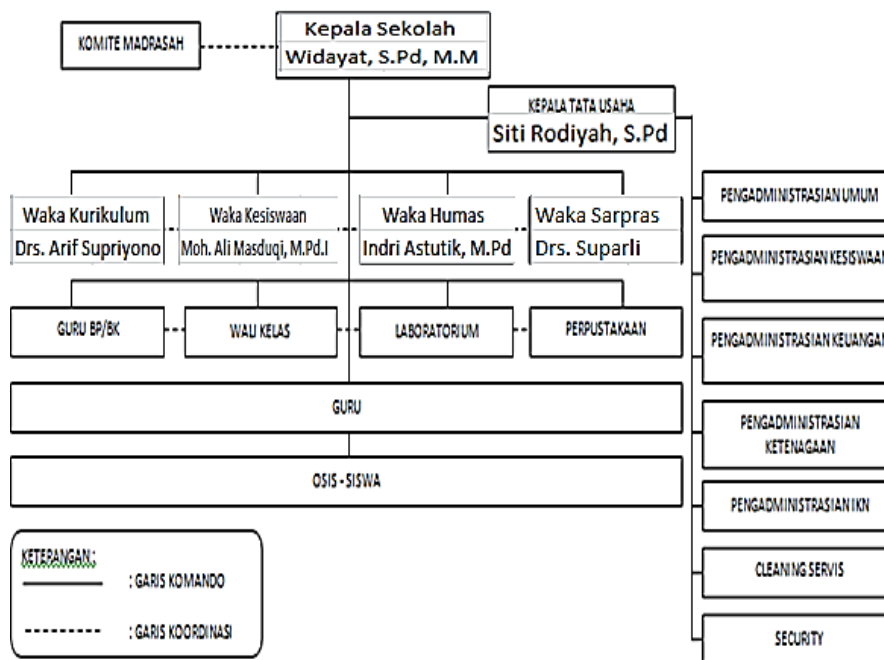 KOMITE MADRASAH
Kepala Sekolah
Widayat, S.Pd, M.M
KEPALA TATA USAHA
Siti Rodiyah, S.Pd
Waka Kurikulum
Drs. Arif Supriyono
Waka Kesiswaan
Moh. Ali Masduqi, M.Pd.I
Waka Humas
Indri Astutik, M.Pd
Waka Sarpras
Drs. Suparli
GURU BP/BK
WALI KELAS
LABORATORIUM
PERPUSTAKAAN
GURU
OSIS - SISWA
PENGADMINISTRASIAN UMUM
PENGADMINISTRASIAN KESISWAAN
PENGADMINISTRASIAN KEUANGAN
PENGADMINISTRASIAN
KETENAGAAN
PENGADMINISTRASIAN IKN
CLEANING SERVIS
SECURITY
KETERANGAN :
: GARIS KOMANDO
: GARIS KOORDINASI